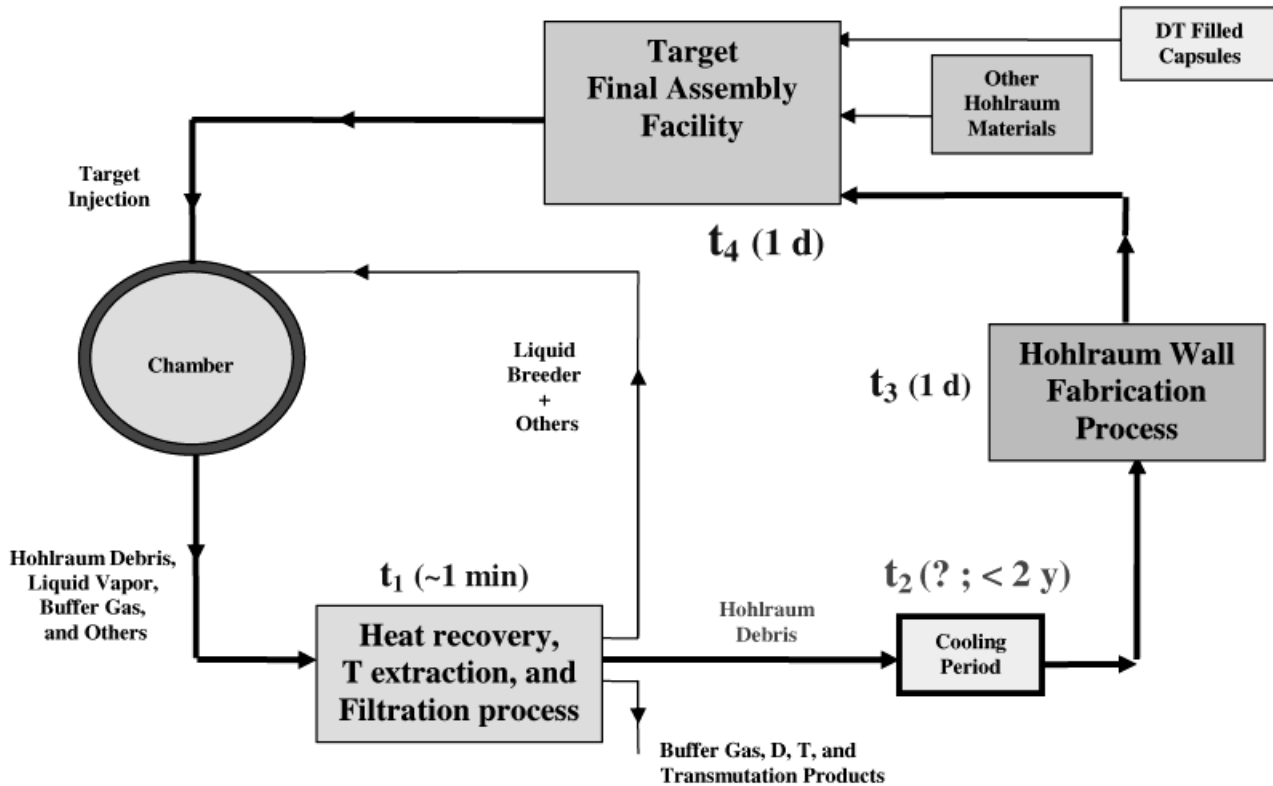 Target
Final Assembly
Facility
DT Filled
Capsules
Other
Hohlraum
Materials
Target
Injection
t₄ (1 d)
Chamber
Liquid
Breeder
+
Others
t₃ (1 d)
Hohlraum Wall
Fabrication
Process
Hohlraum Debris,
Liquid Vapor,
Buffer Gas,
and Others
t₁ (~1 min)
Heat recovery,
T extraction, and
Filtration process
Hohlraum
Debris
t₂ (? ; < 2 y)
Cooling
Period
Buffer Gas, D, T, and
Transmutation Products